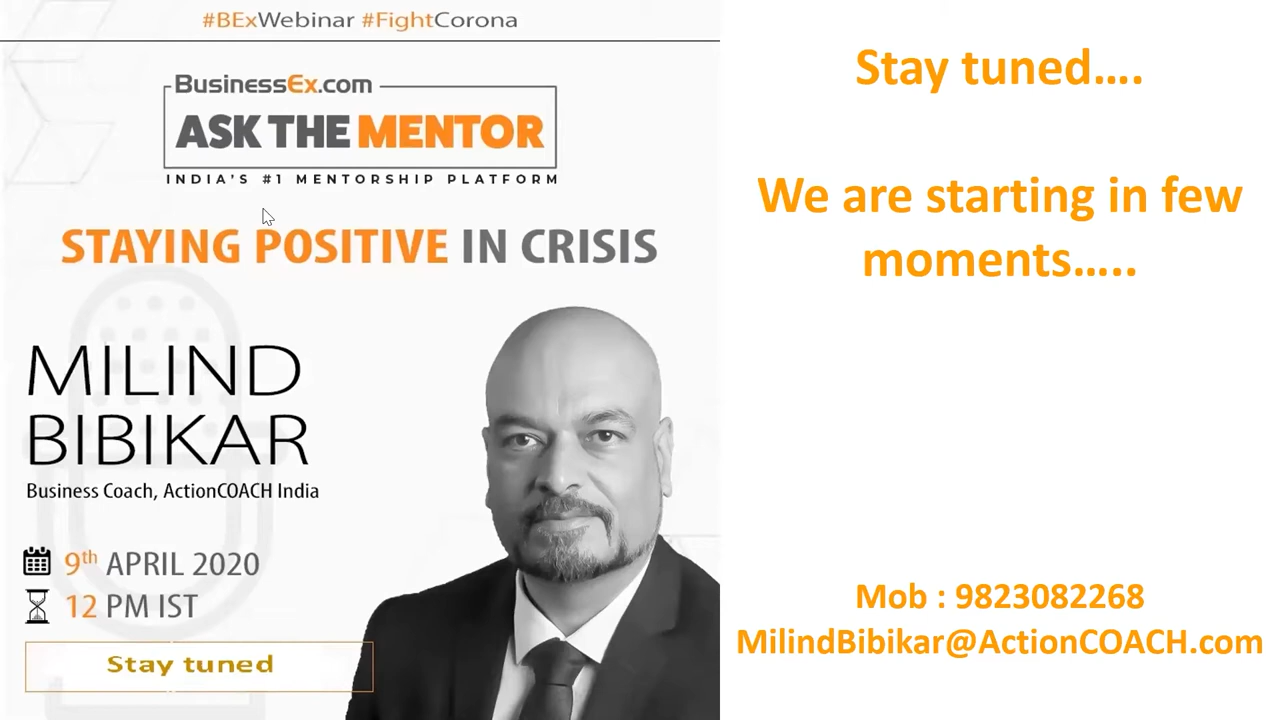 #BExWebinar #FightCorona
BusinessEx.com
ASK THE MENTOR
INDIA'S #1 MENTORSHIP PLATFORM
STAYING POSITIVE IN CRISIS
MILIND
BIBIKAR
Business Coach, ActionCOACH India
9th APRIL 2020
12 PM IST
Stay tuned
Stay tuned....
We are starting in few
moments.....
Mob : 9823082268
MilindBibikar@ActionCOACH.com